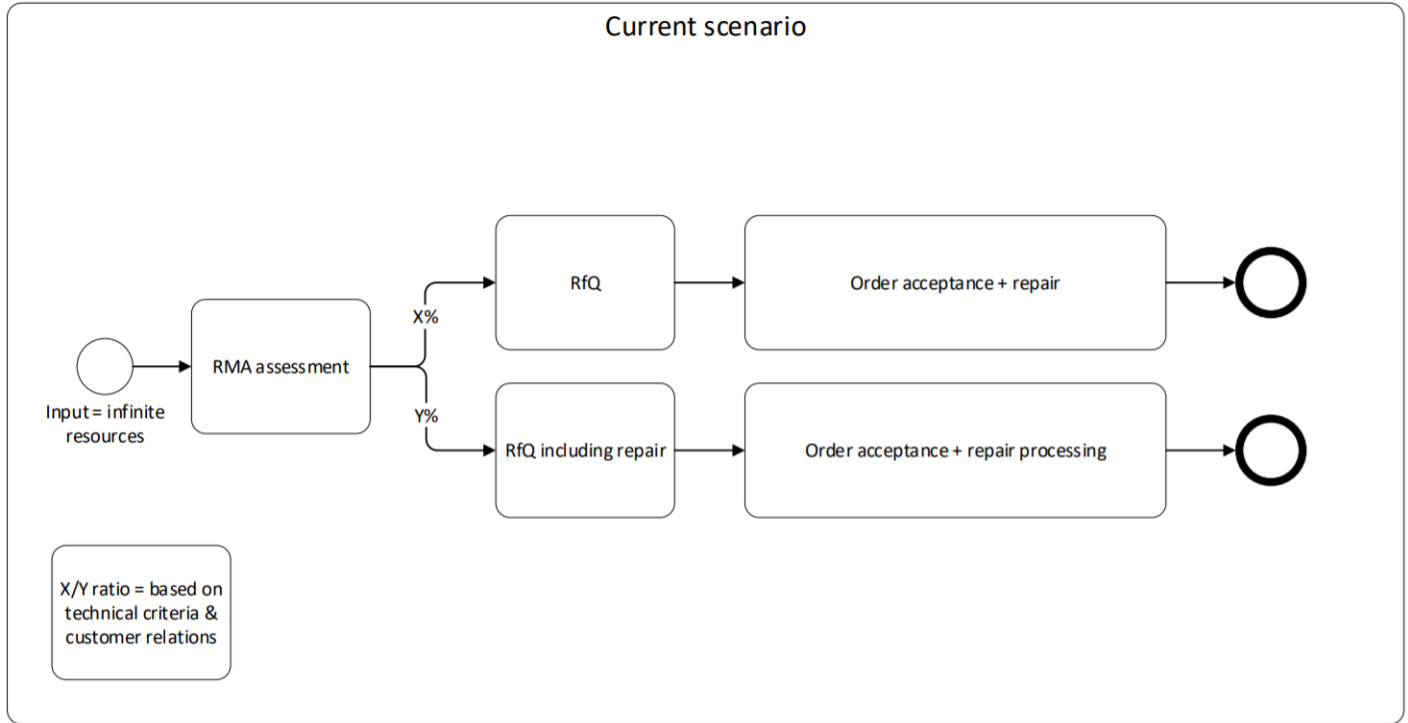 Current scenario
RfQ
Order acceptance + repair
X%
RMA assessment
Input = infinite
resources
Y%
RfQ including repair
Order acceptance + repair processing
X/Y ratio = based on
technical criteria &
customer relations